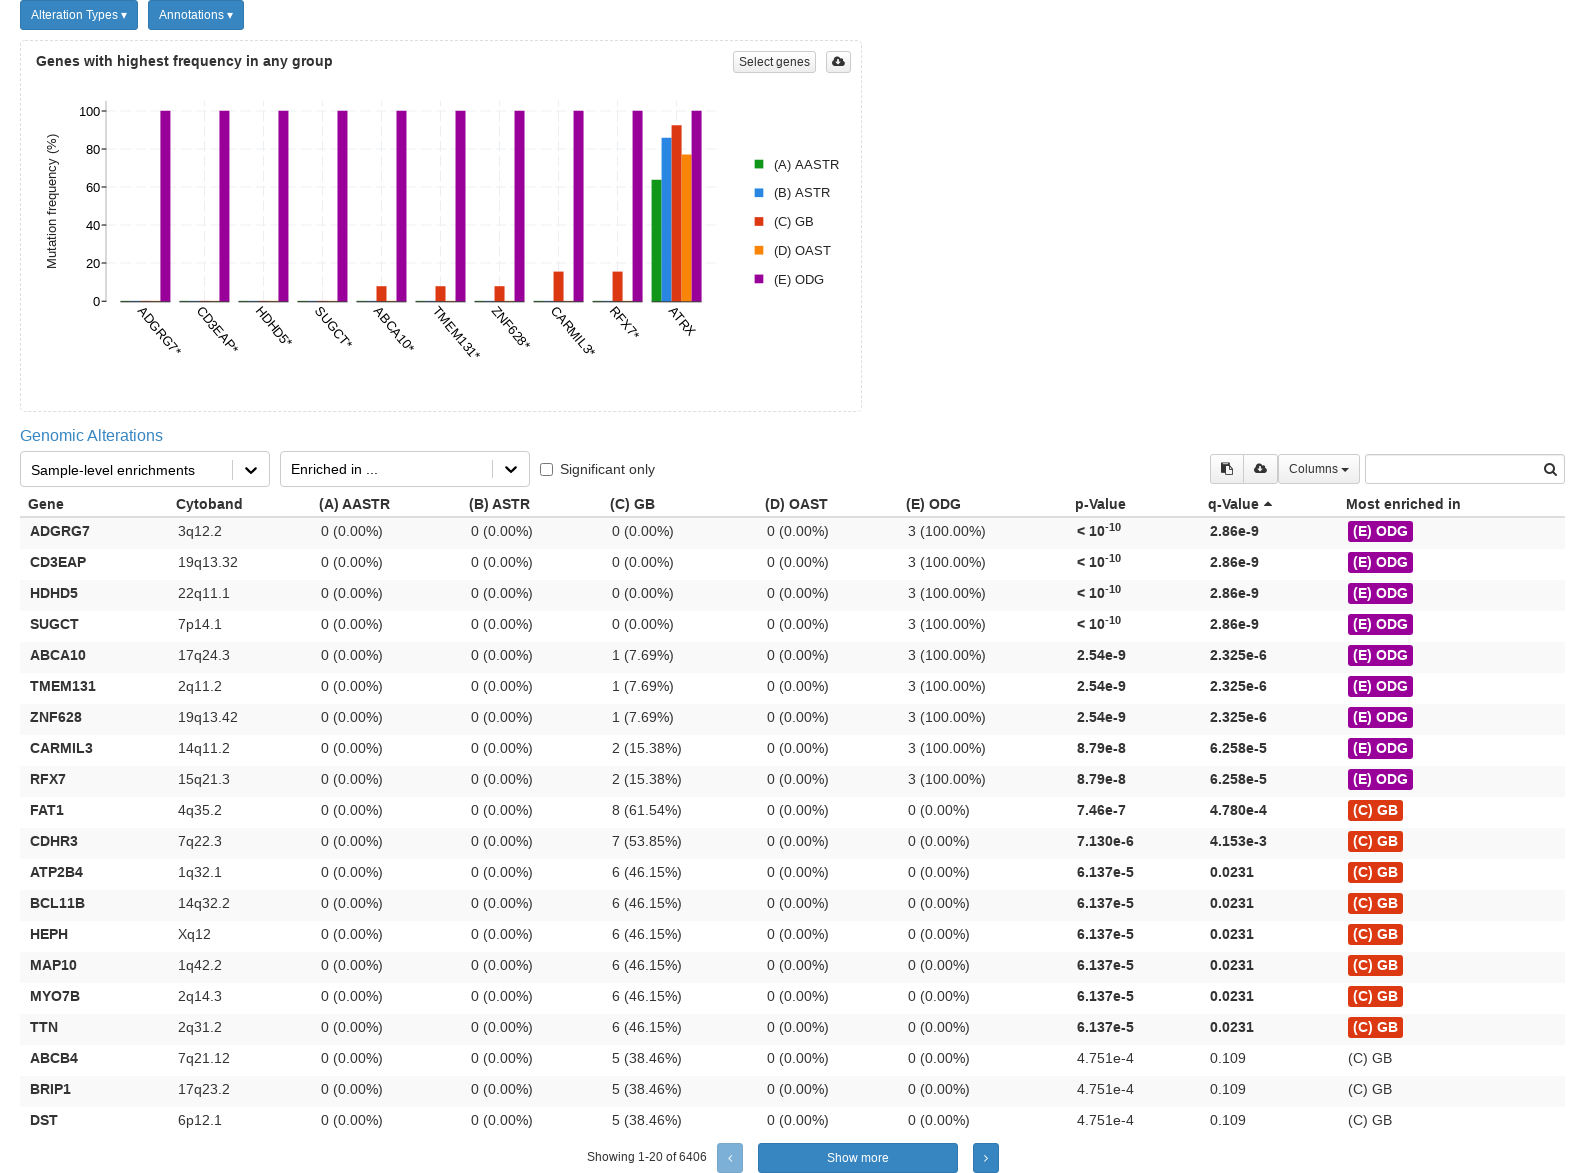 Alteration Types ▾ Annotations ▾
Genes with highest frequency in any group
Select genes
Mutation frequency (%)
100
80
60
40
20
0
ADGRG7* CD3EAP* HDHD5* SUGCT* ABCA10* TMEM131* ZNF628* CARMIL3* RFX7* ATRX
(A) AASTR
(B) ASTR
(C) GB
(D) OAST
(E) ODG
Genomic Alterations
Sample-level enrichments Enriched in ... Significant only Columns
Gene Cytoband (A) AASTR (B) ASTR (C) GB (D) OAST (E) ODG p-Value q-Value Most enriched in
ADGRG7 3q12.2 0 (0.00%) 0 (0.00%) 0 (0.00%) 0 (0.00%) 3 (100.00%) < 10-10 2.86e-9 (E) ODG
CD3EAP 19q13.32 0 (0.00%) 0 (0.00%) 0 (0.00%) 0 (0.00%) 3 (100.00%) < 10-10 2.86e-9 (E) ODG
HDHD5 22q11.1 0 (0.00%) 0 (0.00%) 0 (0.00%) 0 (0.00%) 3 (100.00%) < 10-10 2.86e-9 (E) ODG
SUGCT 7p14.1 0 (0.00%) 0 (0.00%) 0 (0.00%) 0 (0.00%) 3 (100.00%) < 10-10 2.86e-9 (E) ODG
ABCA10 17q24.3 0 (0.00%) 0 (0.00%) 1 (7.69%) 0 (0.00%) 3 (100.00%) 2.54e-9 2.325e-6 (E) ODG
TMEM131 2q11.2 0 (0.00%) 0 (0.00%) 1 (7.69%) 0 (0.00%) 3 (100.00%) 2.54e-9 2.325e-6 (E) ODG
ZNF628 19q13.42 0 (0.00%) 0 (0.00%) 1 (7.69%) 0 (0.00%) 3 (100.00%) 2.54e-9 2.325e-6 (E) ODG
CARMIL3 14q11.2 0 (0.00%) 0 (0.00%) 2 (15.38%) 0 (0.00%) 3 (100.00%) 8.79e-8 6.258e-5 (E) ODG
RFX7 15q21.3 0 (0.00%) 0 (0.00%) 2 (15.38%) 0 (0.00%) 3 (100.00%) 8.79e-8 6.258e-5 (E) ODG
FAT1 4q35.2 0 (0.00%) 0 (0.00%) 8 (61.54%) 0 (0.00%) 0 (0.00%) 7.46e-7 4.780e-4 (C) GB
CDHR3 7q22.3 0 (0.00%) 0 (0.00%) 7 (53.85%) 0 (0.00%) 0 (0.00%) 7.130e-6 4.153e-3 (C) GB
ATP2B4 1q32.1 0 (0.00%) 0 (0.00%) 6 (46.15%) 0 (0.00%) 0 (0.00%) 6.137e-5 0.0231 (C) GB
BCL11B 14q32.2 0 (0.00%) 0 (0.00%) 6 (46.15%) 0 (0.00%) 0 (0.00%) 6.137e-5 0.0231 (C) GB
HEPH Xq12 0 (0.00%) 0 (0.00%) 6 (46.15%) 0 (0.00%) 0 (0.00%) 6.137e-5 0.0231 (C) GB
MAP10 1q42.2 0 (0.00%) 0 (0.00%) 6 (46.15%) 0 (0.00%) 0 (0.00%) 6.137e-5 0.0231 (C) GB
MYO7B 2q14.3 0 (0.00%) 0 (0.00%) 6 (46.15%) 0 (0.00%) 0 (0.00%) 6.137e-5 0.0231 (C) GB
TTN 2q31.2 0 (0.00%) 0 (0.00%) 6 (46.15%) 0 (0.00%) 0 (0.00%) 6.137e-5 0.0231 (C) GB
ABCB4 7q21.12 0 (0.00%) 0 (0.00%) 5 (38.46%) 0 (0.00%) 0 (0.00%) 4.751e-4 0.109 (C) GB
BRIP1 17q23.2 0 (0.00%) 0 (0.00%) 5 (38.46%) 0 (0.00%) 0 (0.00%) 4.751e-4 0.109 (C) GB
DST 6p12.1 0 (0.00%) 0 (0.00%) 5 (38.46%) 0 (0.00%) 0 (0.00%) 4.751e-4 0.109 (C) GB
Showing 1-20 of 6406 ‹ Show more ›